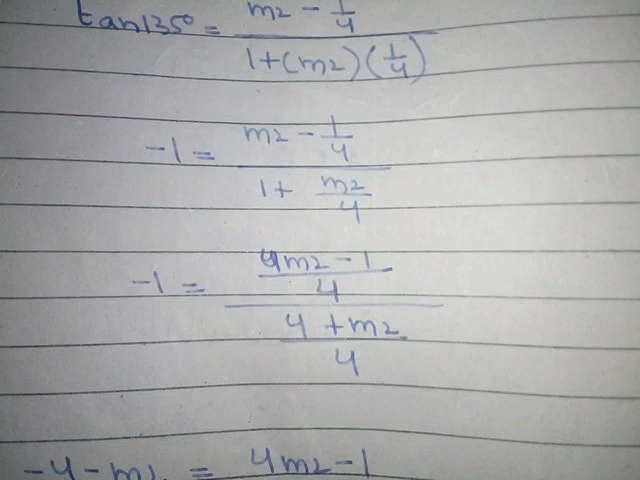 tan135° = (m2 - 1/4) / (1+(m2)(1/4))
-1 = (m2 - 1/4) / (1 + m2/4)
-1 = ((4m2 - 1)/4) / ((4 + m2)/4)
-4 - m2 = 4m2 - 1